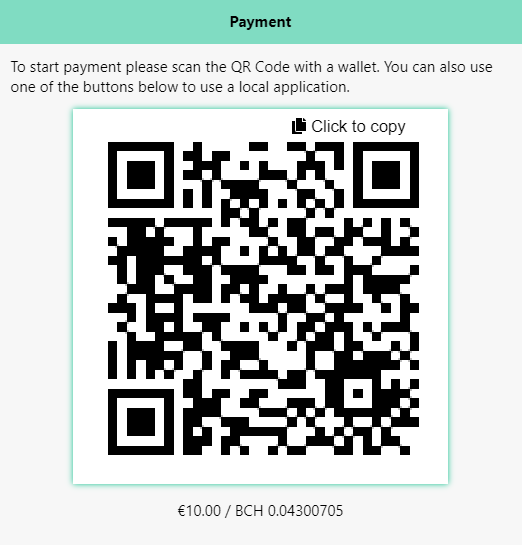 Payment
To start payment please scan the QR Code with a wallet. You can also use
one of the buttons below to use a local application.
Click to copy
€10.00 / BCH 0.04300705